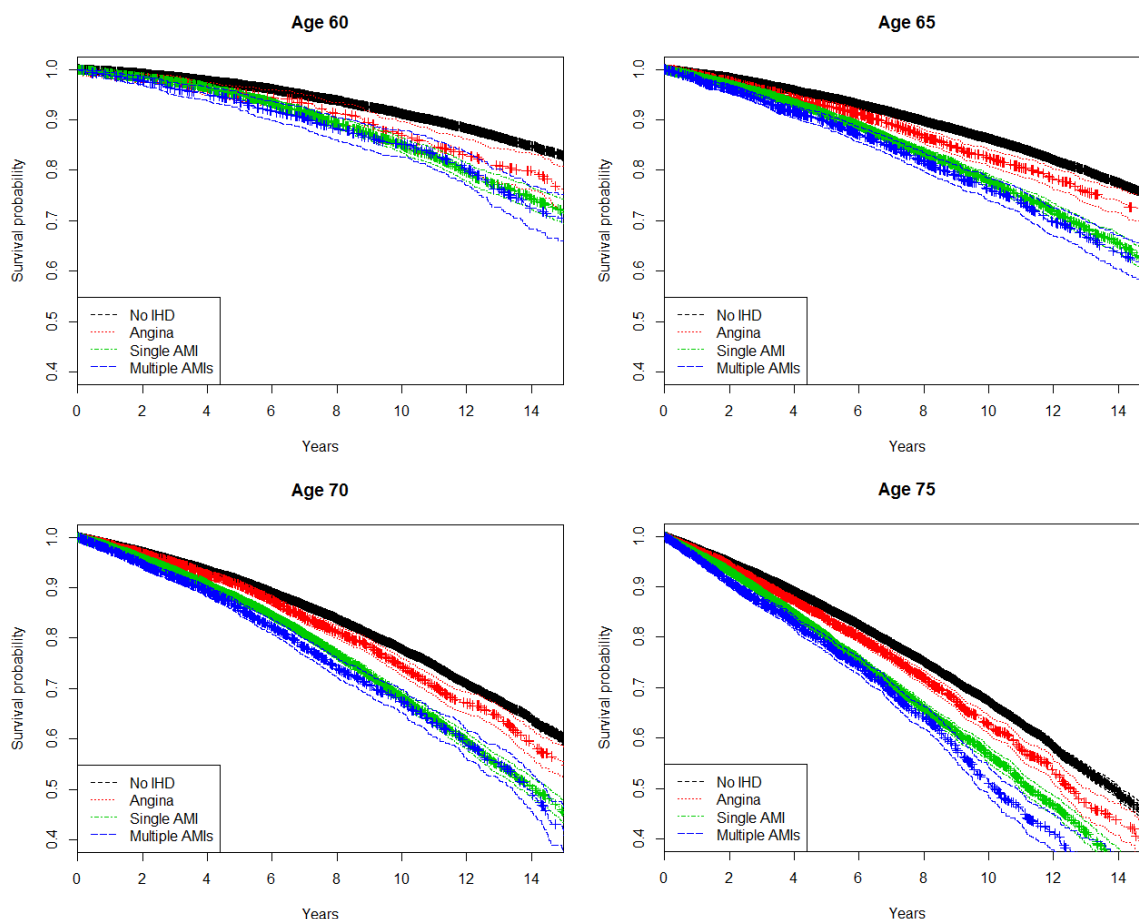 Age 60
Survival probability
1.0
0.9
0.8
0.7
0.6
0.5
0.4
No IHD
Angina
Single AMI
Multiple AMIs
0 2 4 6 8 10 12 14
Years
Age 65
Survival probability
1.0
0.9
0.8
0.7
0.6
0.5
0.4
No IHD
Angina
Single AMI
Multiple AMIs
0 2 4 6 8 10 12 14
Years
Age 70
Survival probability
1.0
0.9
0.8
0.7
0.6
0.5
0.4
No IHD
Angina
Single AMI
Multiple AMIs
0 2 4 6 8 10 12 14
Years
Age 75
Survival probability
1.0
0.9
0.8
0.7
0.6
0.5
0.4
No IHD
Angina
Single AMI
Multiple AMIs
0 2 4 6 8 10 12 14
Years